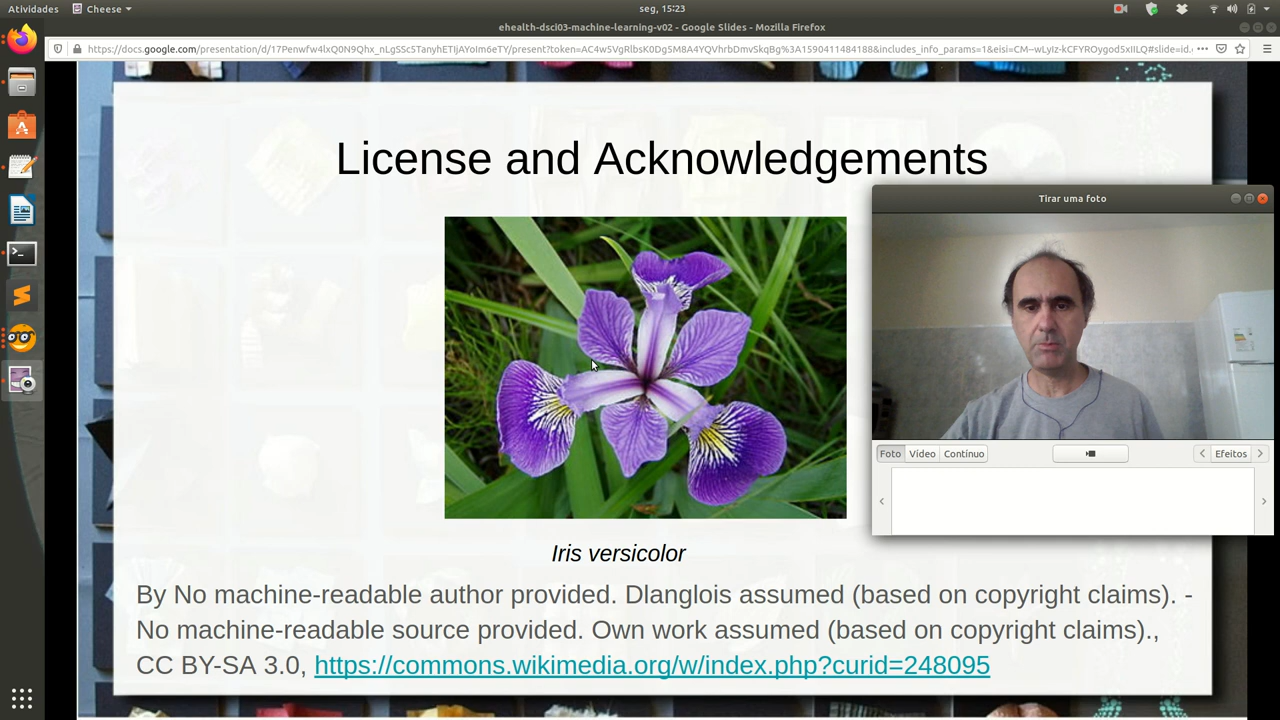 Atividades
Cheese
seg, 15:23
ehealth-dsci03-machine-learning-v02 - Google Slides - Mozilla Firefox
License and Acknowledgements
Tirar uma foto
Foto Vídeo Contínuo
Efeitos
Iris versicolor
By No machine-readable author provided. Dlanglois assumed (based on copyright claims). -
No machine-readable source provided. Own work assumed (based on copyright claims).,
CC BY-SA 3.0, https://commons.wikimedia.org/w/index.php?curid=248095